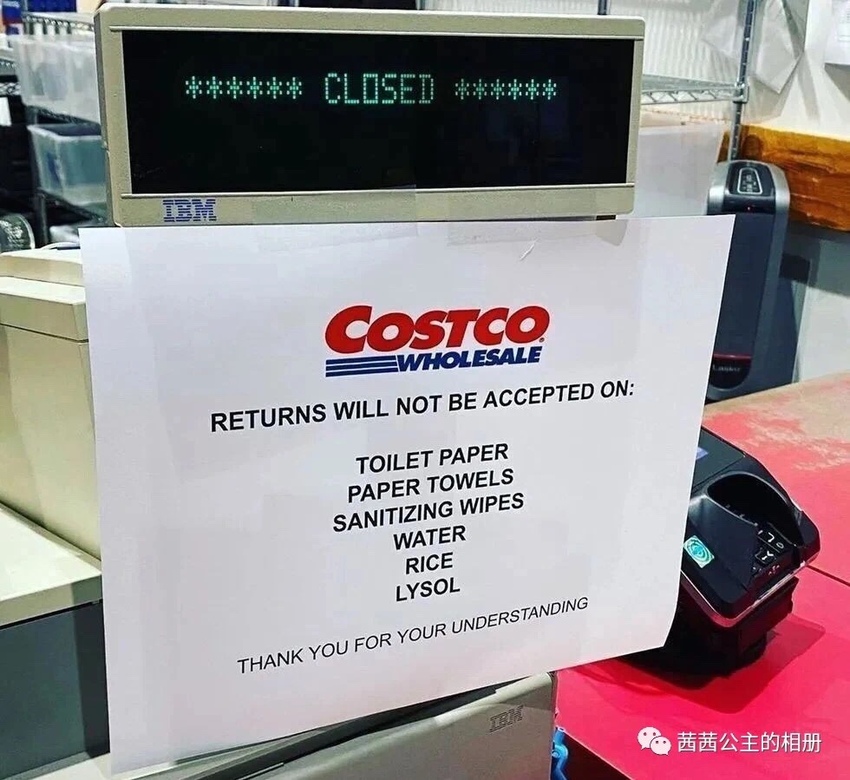 ****** CLOSED ******
IBM
COSTCO
WHOLESALE
RETURNS WILL NOT BE ACCEPTED ON:
TOILET PAPER
PAPER TOWELS
SANITIZING WIPES
WATER
RICE
LYSOL
THANK YOU FOR YOUR UNDERSTANDING
IBM
茜茜公主的相册